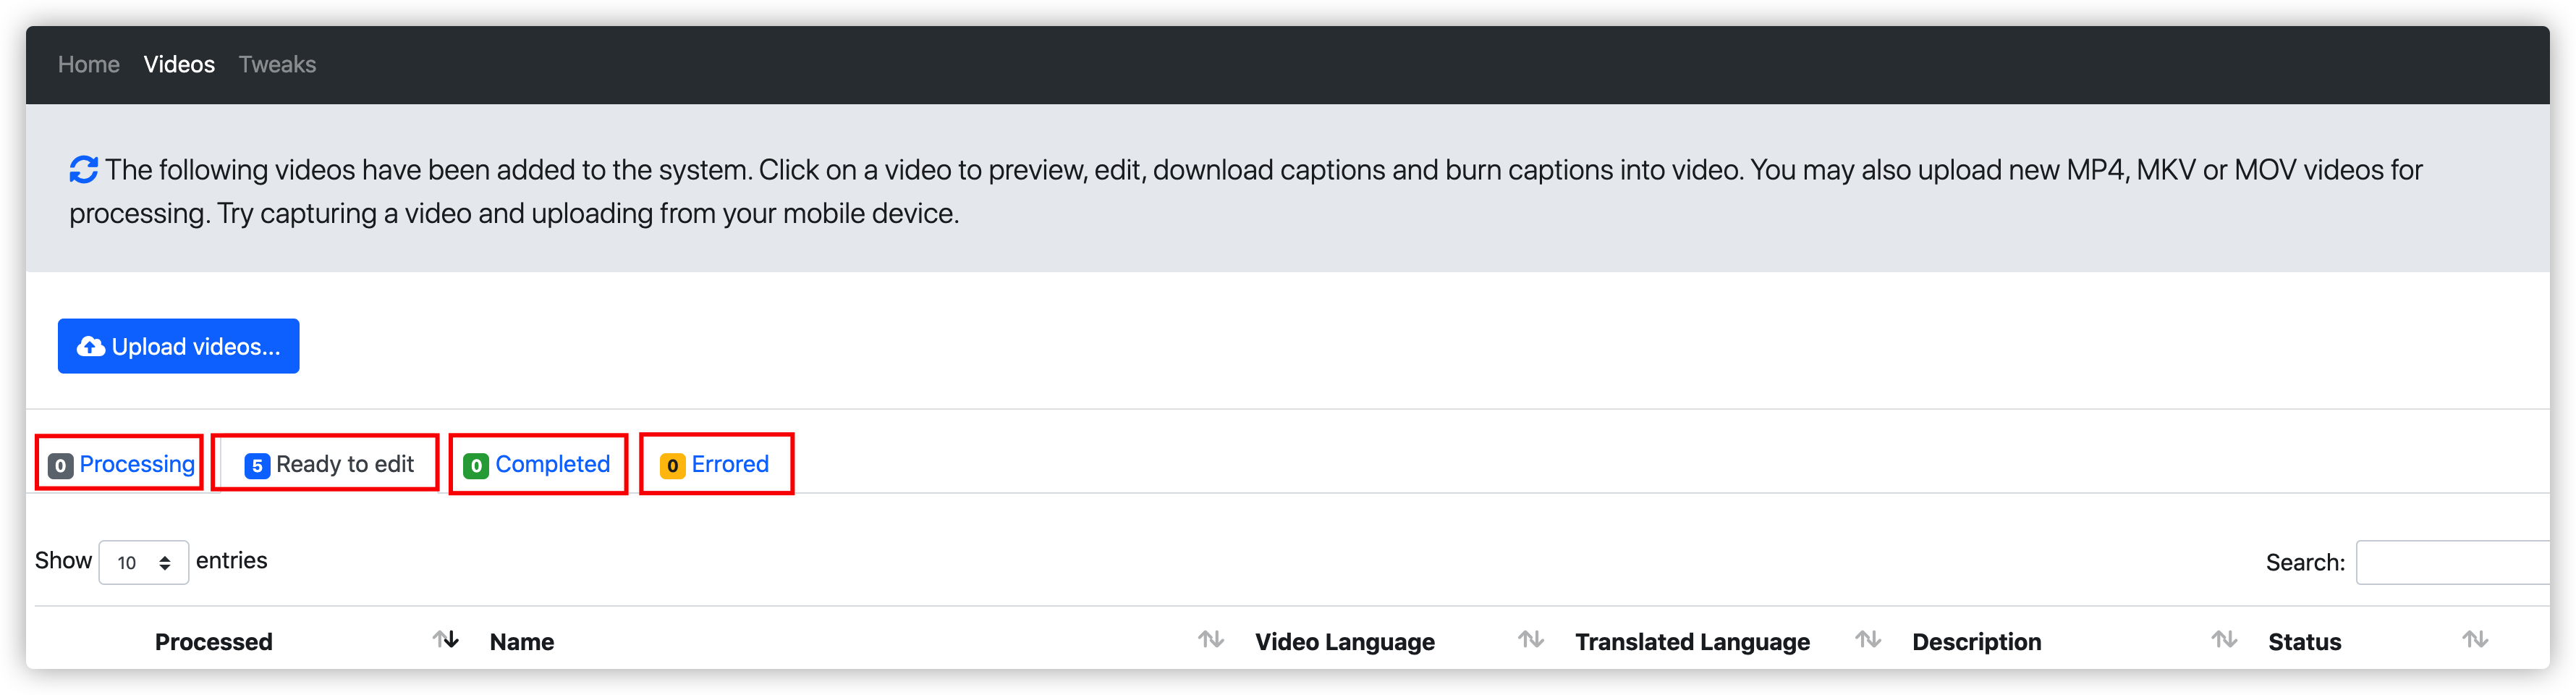 Home Videos Tweaks
The following videos have been added to the system. Click on a video to preview, edit, download captions and burn captions into video. You may also upload new MP4, MKV or MOV videos for
processing. Try capturing a video and uploading from your mobile device.
Upload videos...
0 Processing 5 Ready to edit 0 Completed 0 Errored
Show 10 entries Search:
Processed Name Video Language Translated Language Description Status